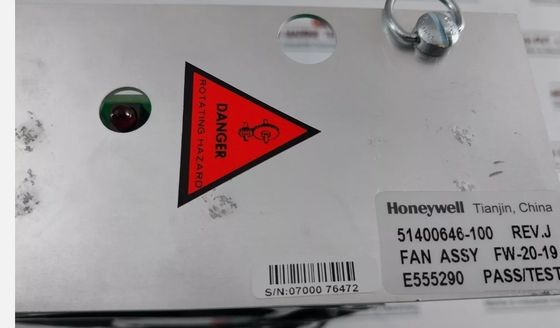 DANGER
ROTATING HAZARD
Honeywell Tianjin, China
51400646-100 REV.J
FAN ASSY FW-20-19
E555290 PASS/TEST
S/N:07000 76472